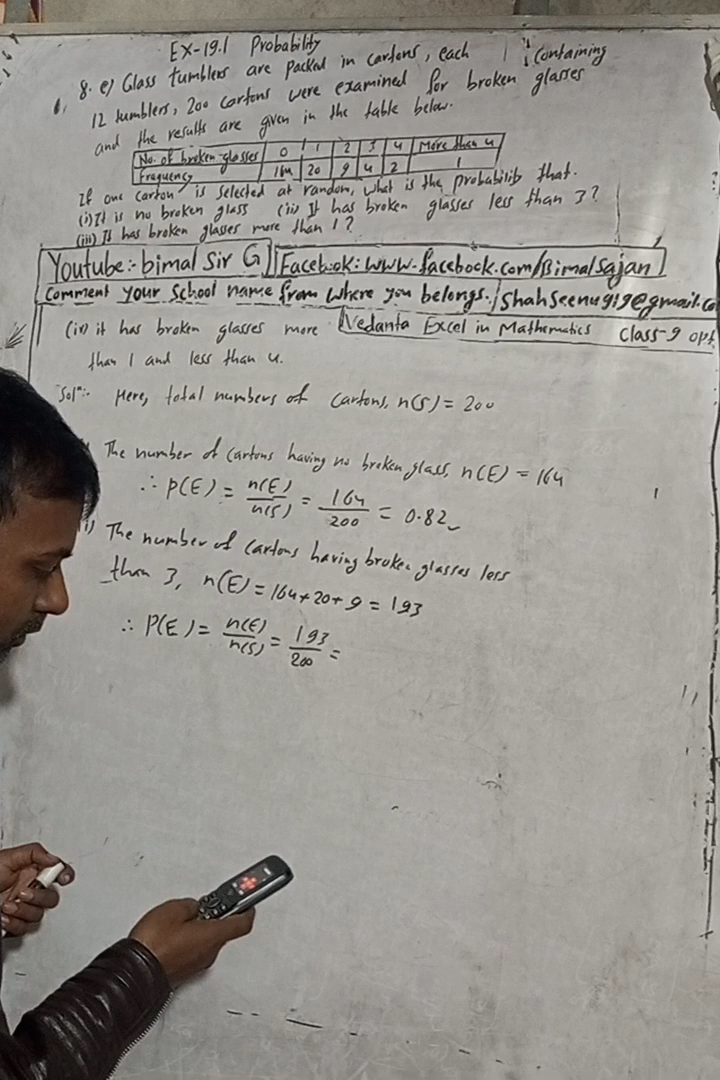 EX-19.1 Probability
8. e) Glass tumblers are packed in cartons, each containing
12 tumblers, 200 cartons were examined for broken glasses
and the results are given in the table below.
No. of broken glasses 0 1 2 3 4 More than 4
Frequency 164 20 9 4 2 1
If one carton is selected at random, what is the probability that.
(i) It is no broken glass (ii) It has broken glasses less than 3?
(iii) It has broken glasses more than 1?
Youtube:- bimal Sir G Facebook: www.facebook.com/BimalSajan
Comment your School name from where you belongs. / Shahseenu919@gmail.co
(iv) it has broken glasses more Vedanta Excel in Mathematics Class-9 opt
than 1 and less than 4.
Solⁿ:- Here, total numbers of cartons, n(S) = 200
The number of cartons having no broken glass, n(E) = 164
∴ P(E) = n(E)/n(S) = 164/200 = 0.82
The number of cartons having broken glasses less
than 3, n(E) = 164+20+9 = 193
∴ P(E) = n(E)/n(S) = 193/200 =